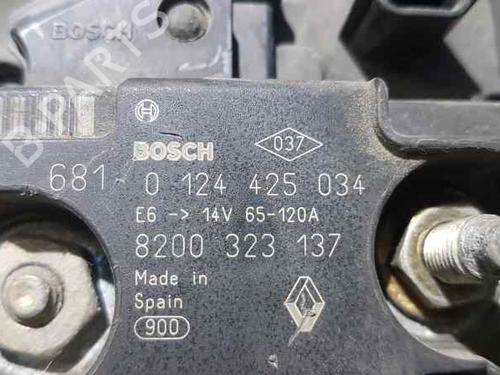 BOSCH
B-PARTS
BOSCH
037
681- 0 124 425 034
E6 -> 14V 65-120A
8200 323 137
Made in
Spain
900